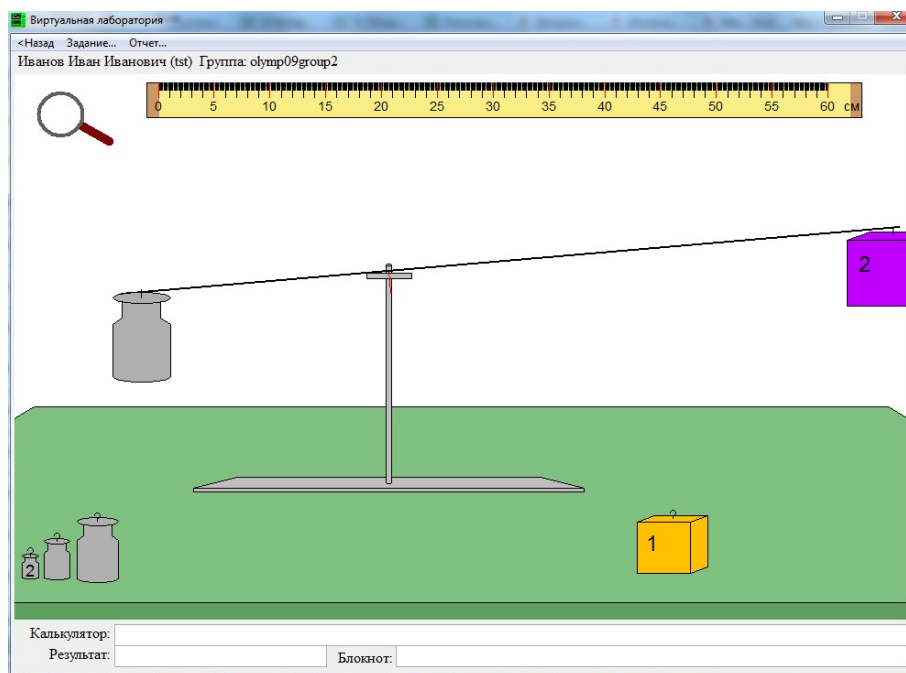 Виртуальная лаборатория
<Назад Задание... Отчет...
Иванов Иван Иванович (tst) Группа: olymp09group2
0 5 10 15 20 25 30 35 40 45 50 55 60 см
2
2
1
Калькулятор:
Результат: Блокнот: